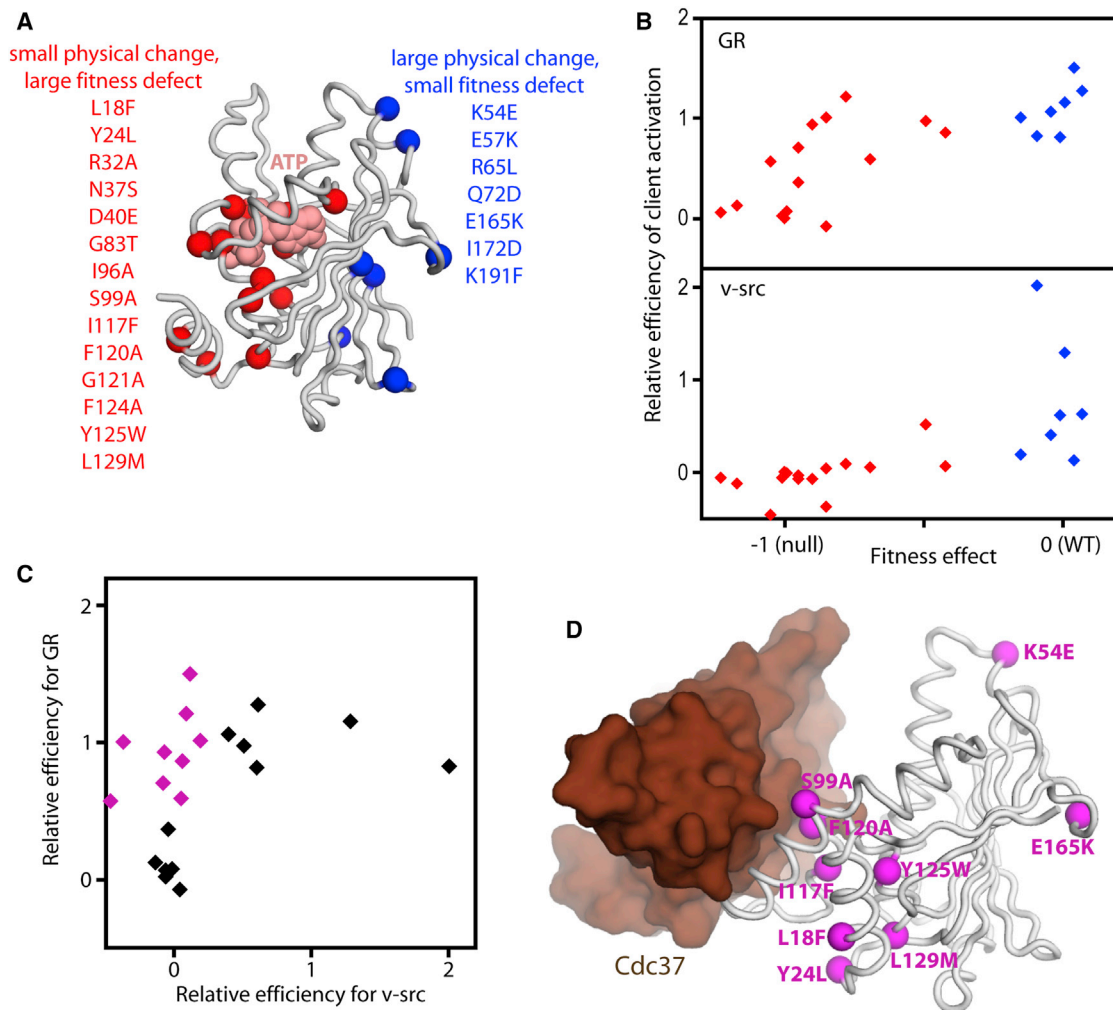 A
small physical change,
large fitness defect
L18F
Y24L
R32A
N37S
D40E
G83T
I96A
S99A
I117F
F120A
G121A
F124A
Y125W
L129M
ATP
large physical change,
small fitness defect
K54E
E57K
R65L
Q72D
E165K
I172D
K191F
B
Relative efficiency of client activation
2
GR
1
0
v-src
2
1
0
-1 (null)
0 (WT)
Fitness effect
C
Relative efficiency for GR
2
1
0
0
1
2
Relative efficiency for v-src
D
K54E
S99A
F120A
E165K
Y125W
I117F
L18F
L129M
Y24L
Cdc37